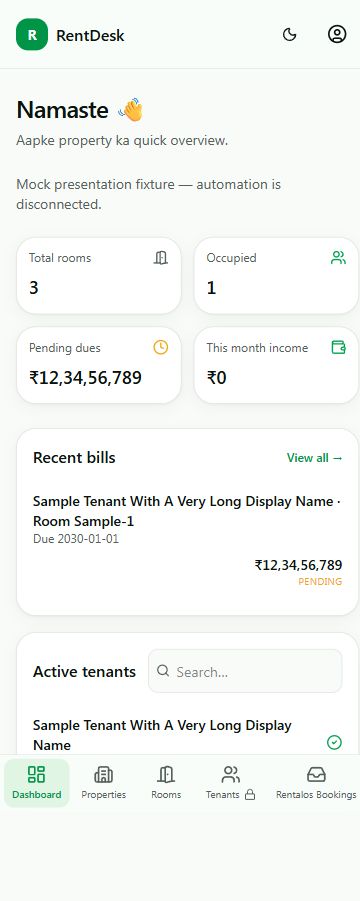 R RentDesk
Namaste 👋
Aapke property ka quick overview.
Mock presentation fixture — automation is
disconnected.
Total rooms
3
Occupied
1
Pending dues
₹12,34,56,789
This month income
₹0
Recent bills
View all →
Sample Tenant With A Very Long Display Name ·
Room Sample-1
Due 2030-01-01
₹12,34,56,789
PENDING
Active tenants
Search...
Sample Tenant With A Very Long Display
Name
Dashboard
Properties
Rooms
Tenants
Rentalos Bookings